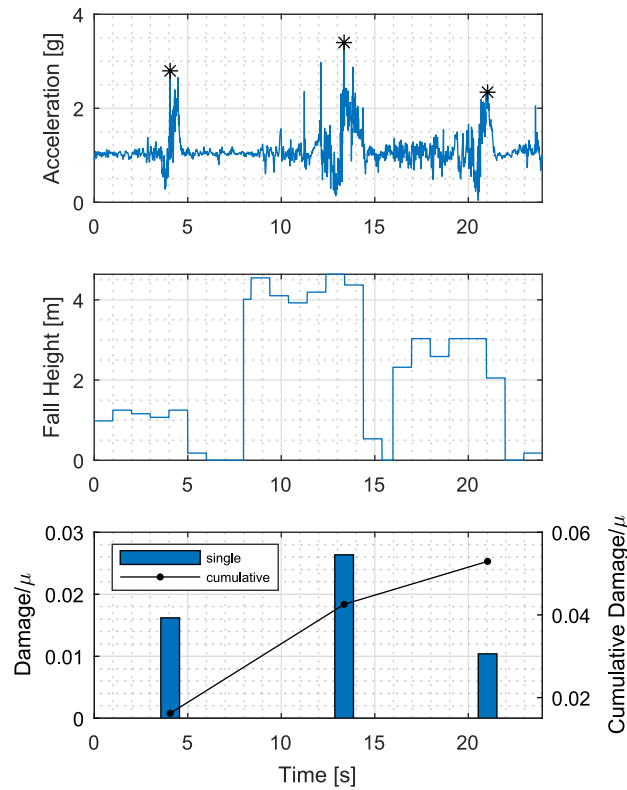 Acceleration [g]
4
2
0
0 5 10 15 20
Fall Height [m]
4
2
0
0 5 10 15 20
Damage/μ
0.03
0.02
0.01
0
single
cumulative
0.06
0.04
0.02
Cumulative Damage/μ
0 5 10 15 20
Time [s]